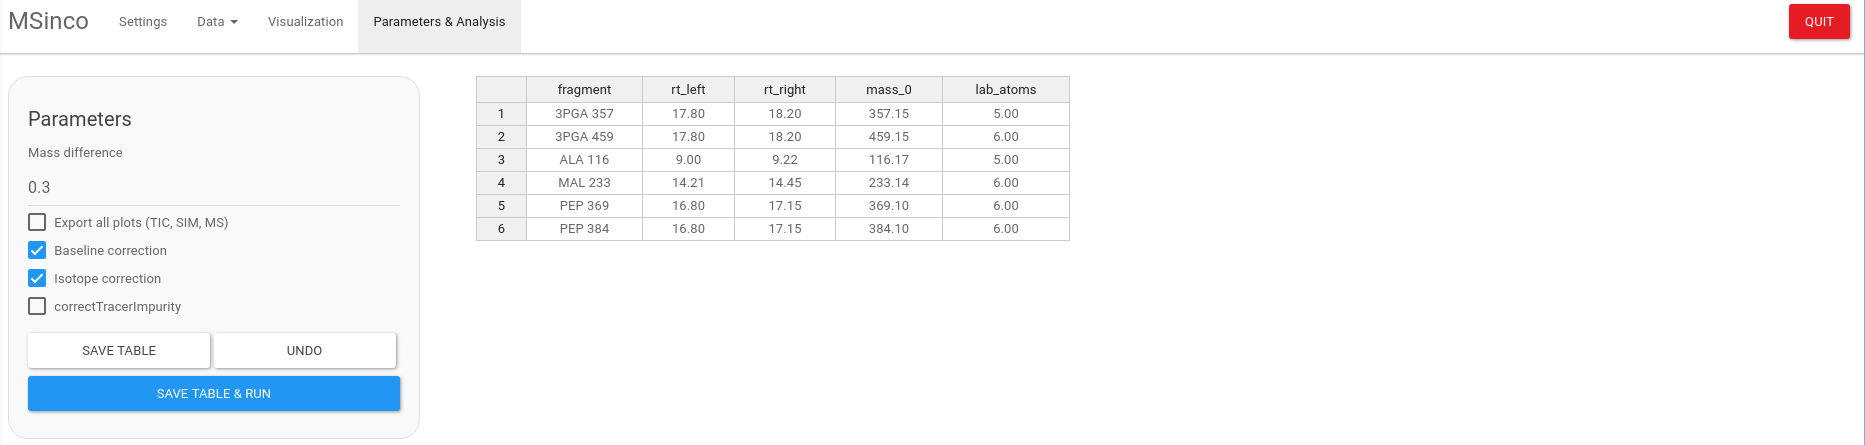 MSinco Settings Data Visualization Parameters & Analysis QUIT
Parameters
Mass difference
0.3
Export all plots (TIC, SIM, MS)
Baseline correction
Isotope correction
correctTracerImpurity
SAVE TABLE UNDO
SAVE TABLE & RUN
fragment rt_left rt_right mass_0 lab_atoms
1 3PGA 357 17.80 18.20 357.15 5.00
2 3PGA 459 17.80 18.20 459.15 6.00
3 ALA 116 9.00 9.22 116.17 5.00
4 MAL 233 14.21 14.45 233.14 6.00
5 PEP 369 16.80 17.15 369.10 6.00
6 PEP 384 16.80 17.15 384.10 6.00